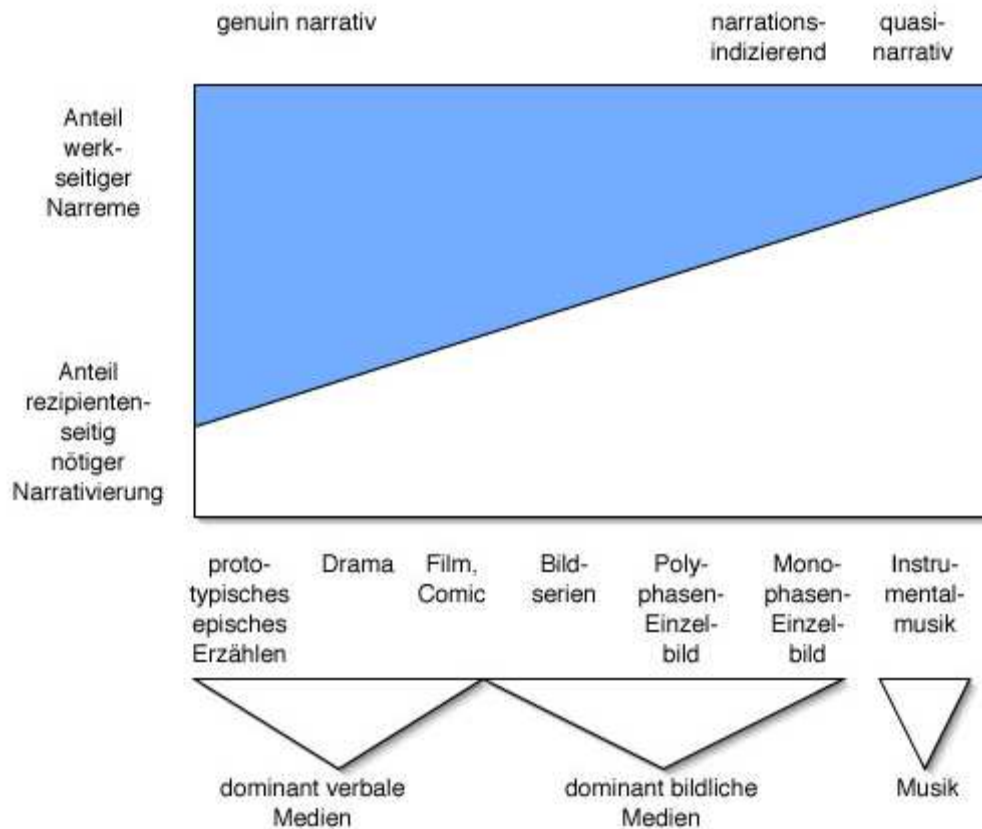 genuin narrativ
narrations-
indizierend
quasi-
narrativ
Anteil
werk-
seitiger
Narreme
Anteil
rezipienten-
seitig
nötiger
Narrativierung
proto-
typisches
episches
Erzählen
Drama
Film,
Comic
Bild-
serien
Poly-
phasen-
Einzel-
bild
Mono-
phasen-
Einzel-
bild
Instru-
mental-
musik
dominant verbale
Medien
dominant bildliche
Medien
Musik